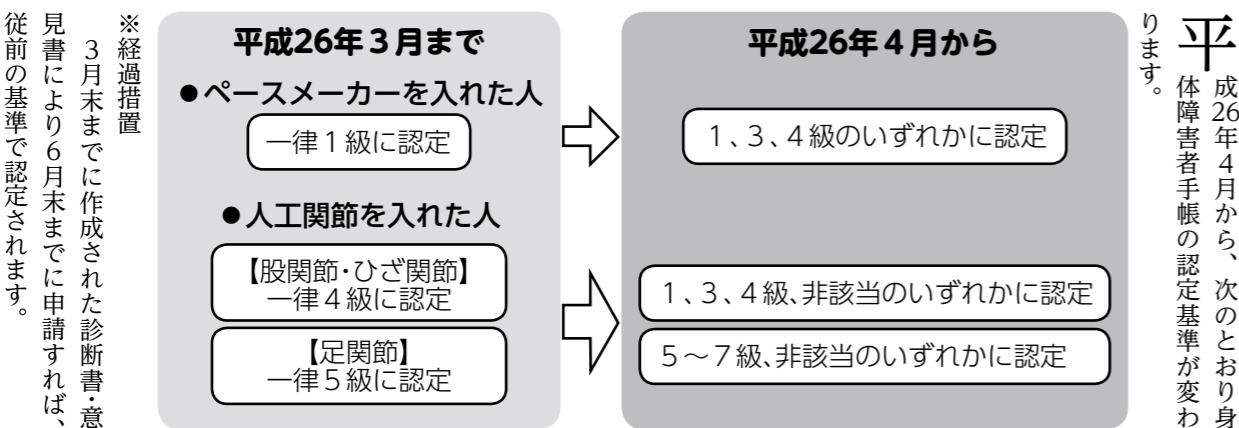 平成26年4月から、次のとおり身
体障害者手帳の認定基準が変わ
ります。
平成26年3月まで
●ペースメーカーを入れた人
一律1級に認定
●人工関節を入れた人
【股関節・ひざ関節】
一律4級に認定
【足関節】
一律5級に認定
平成26年4月から
1、3、4級のいずれかに認定
1、3、4級、非該当のいずれかに認定
5～7級、非該当のいずれかに認定
※経過措置
3月末までに作成された診断書・意
見書により6月末までに申請すれば、
従前の基準で認定されます。